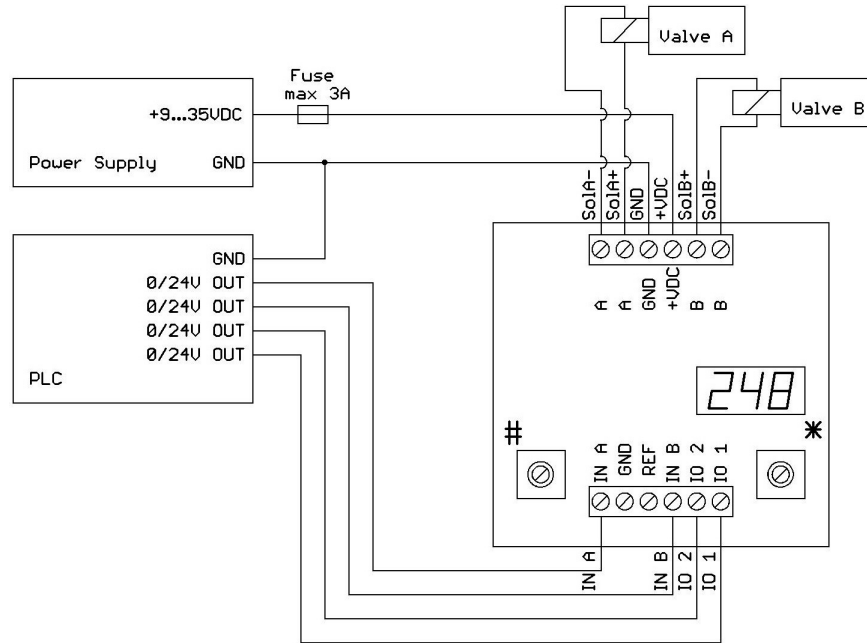 Valve A
Valve B
Fuse
max 3A
+9...35VDC
Power Supply
GND
SolA-
SolA+
GND
+VDC
SolB+
SolB-
A
A
GND
+VDC
B
B
GND
0/24V OUT
0/24V OUT
0/24V OUT
0/24V OUT
PLC
248
#
*
IN A
GND
REF
IN B
IO 2
IO 1
IN A
IN B
IO 2
IO 1